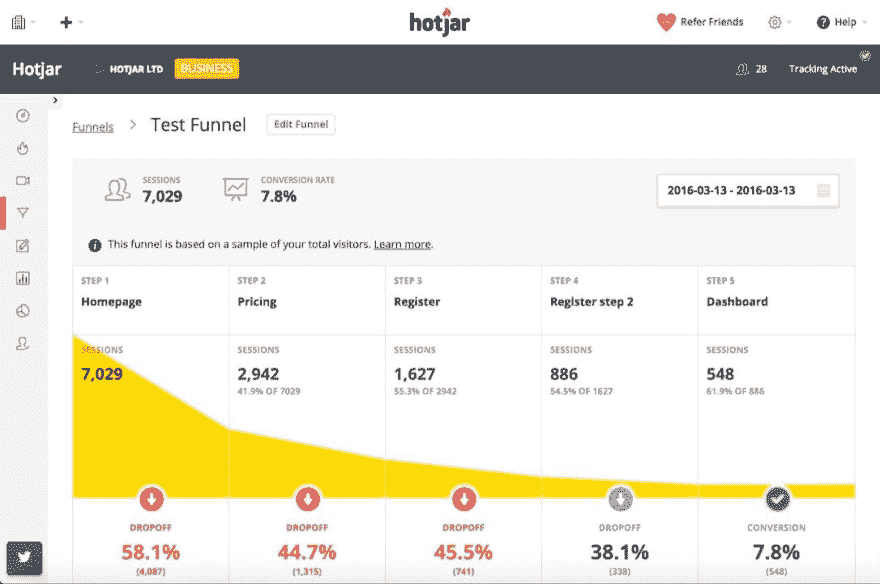 hotjar
Refer Friends
Help
Hotjar
HOTJAR LTD
BUSINESS
28
Tracking Active
Funnels > Test Funnel
Edit Funnel
SESSIONS
7,029
CONVERSION RATE
7.8%
2016-03-13 - 2016-03-13
This funnel is based on a sample of your total visitors. Learn more.
STEP 1
Homepage
STEP 2
Pricing
STEP 3
Register
STEP 4
Register step 2
STEP 5
Dashboard
SESSIONS
7,029
SESSIONS
2,942
41.9% OF 7029
SESSIONS
1,627
55.3% OF 2942
SESSIONS
886
54.5% OF 1627
SESSIONS
548
61.9% OF 886
DROPOFF
58.1%
(4,087)
DROPOFF
44.7%
(1,315)
DROPOFF
45.5%
(741)
DROPOFF
38.1%
(338)
CONVERSION
7.8%
(548)